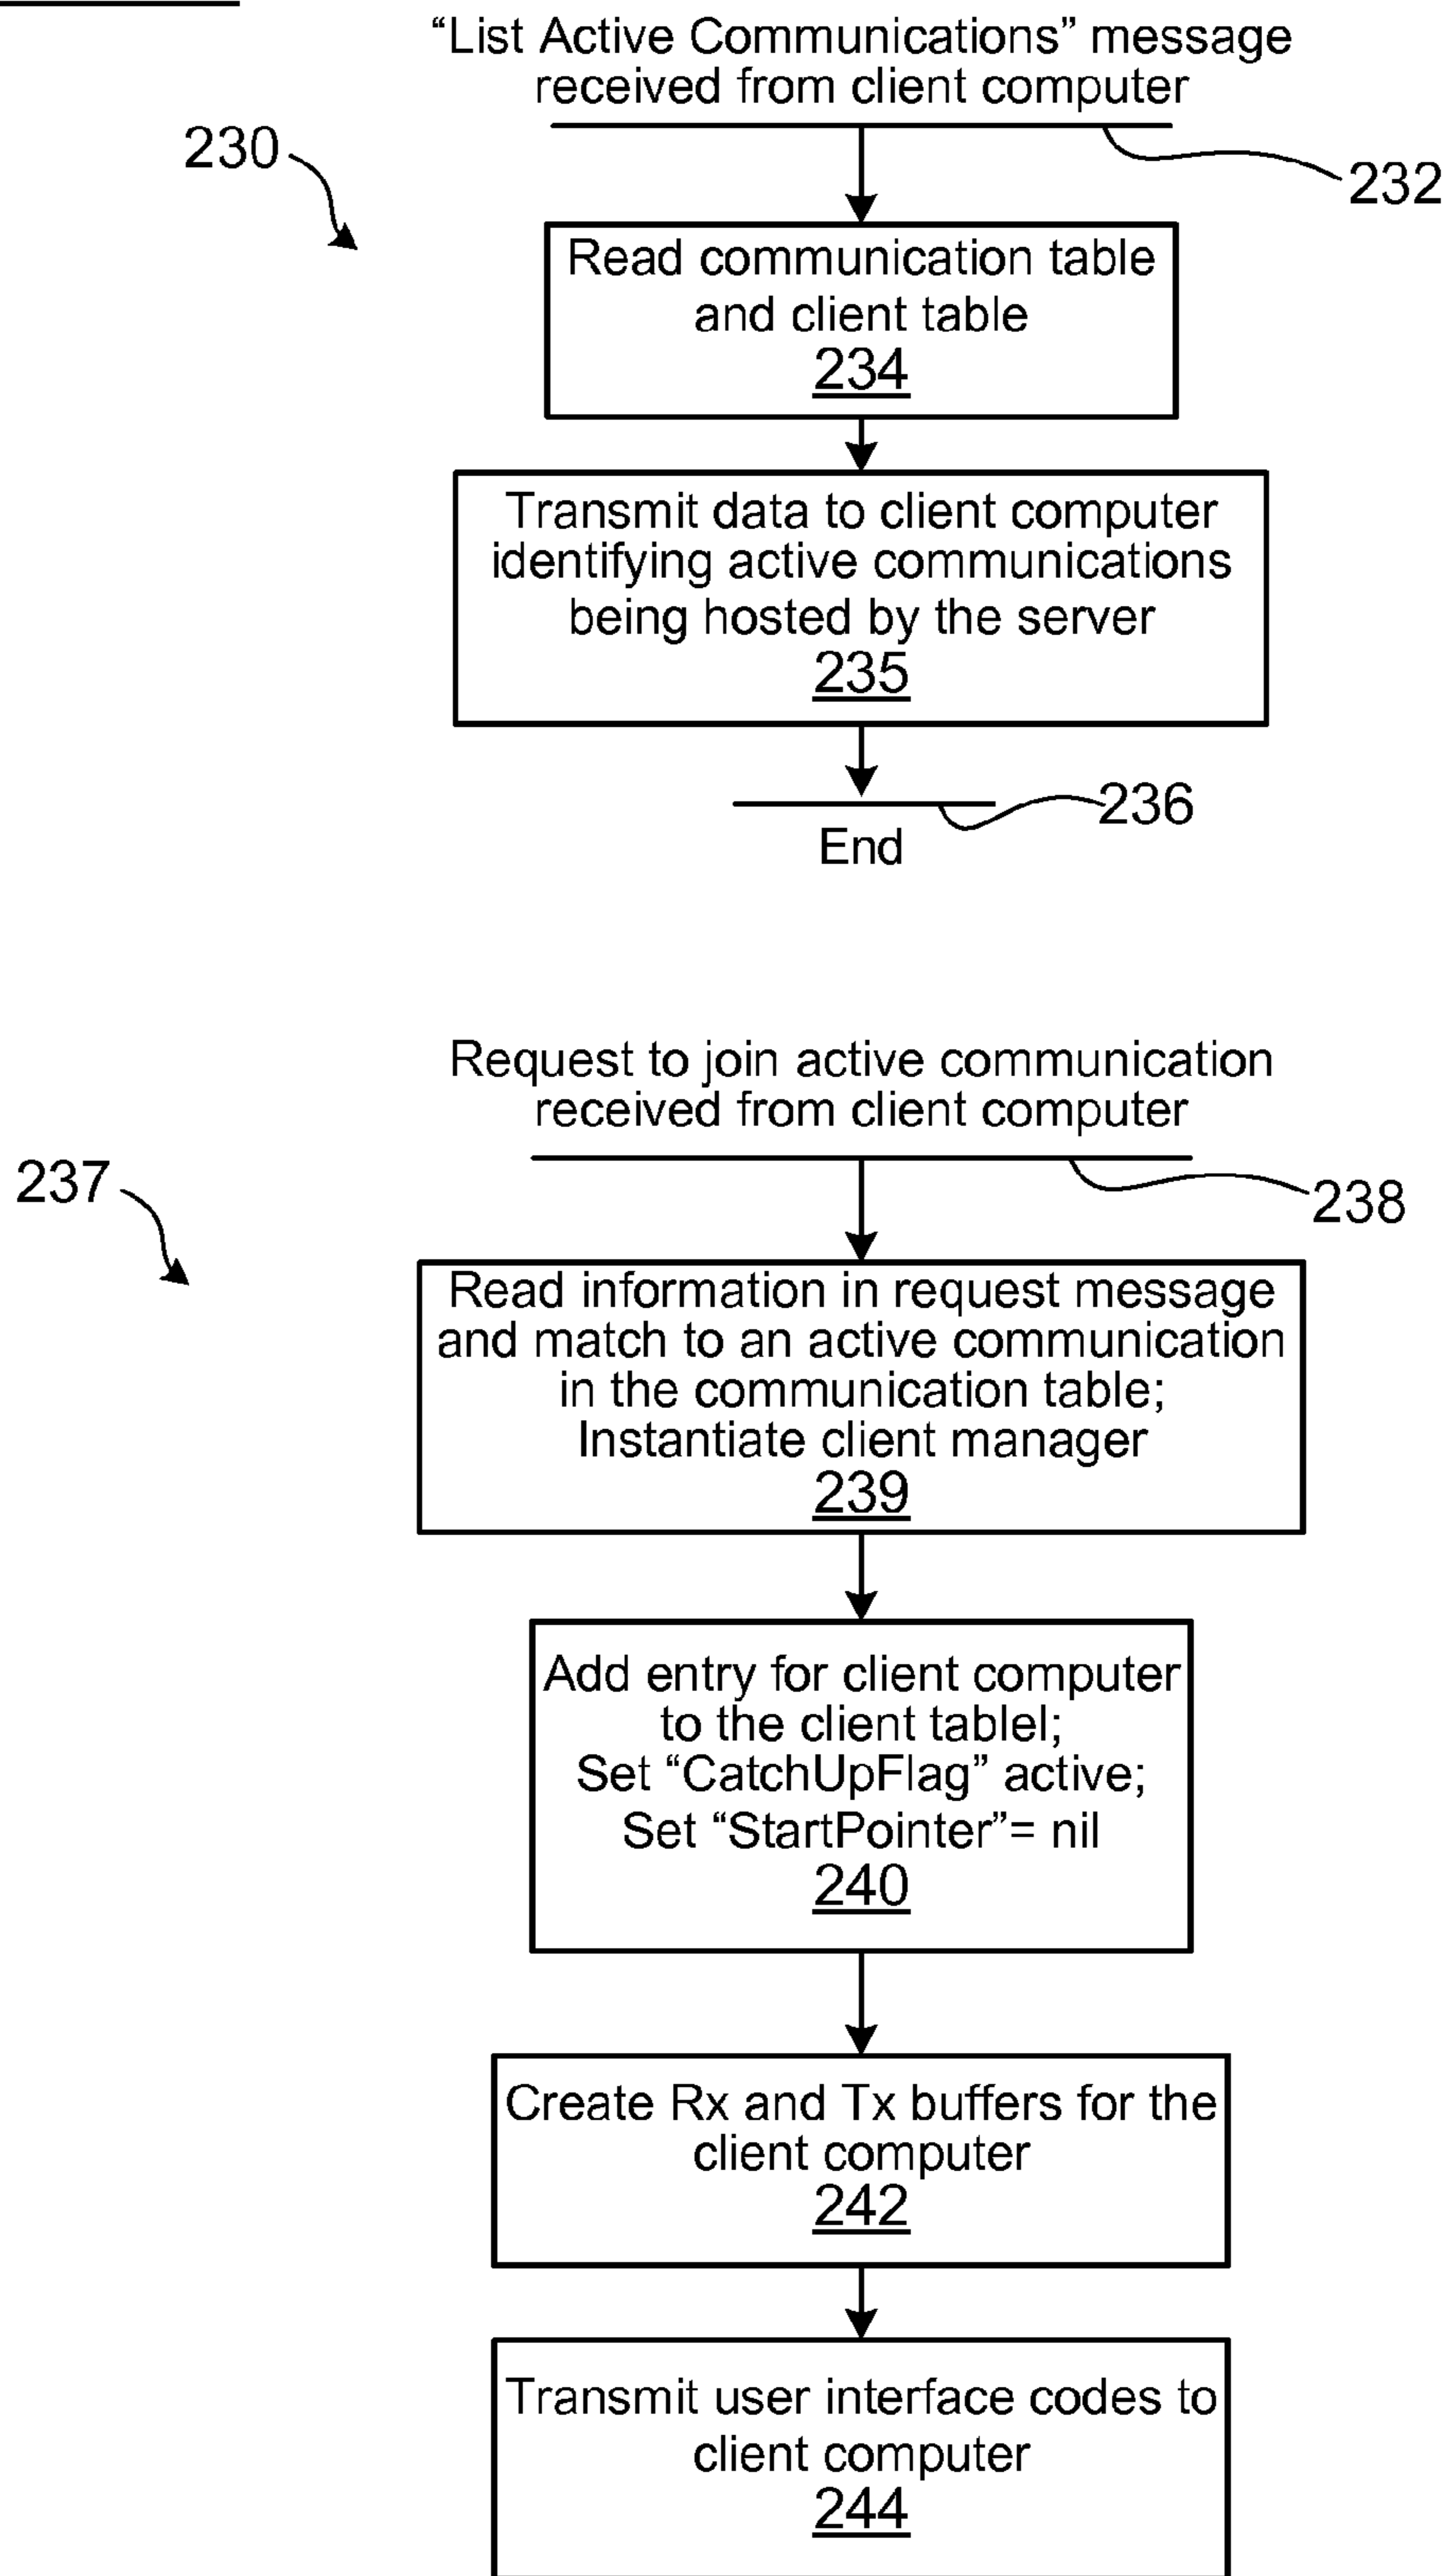 “List Active Communications” message
received from client computer
230
232
Read communication table
and client table
234
Transmit data to client computer
identifying active communications
being hosted by the server
235
236
End
Request to join active communication
received from client computer
237
238
Read information in request message
and match to an active communication
in the communication table;
Instantiate client manager
239
Add entry for client computer
to the client tablel;
Set “CatchUpFlag” active;
Set “StartPointer”= nil
240
Create Rx and Tx buffers for the
client computer
242
Transmit user interface codes to
client computer
244